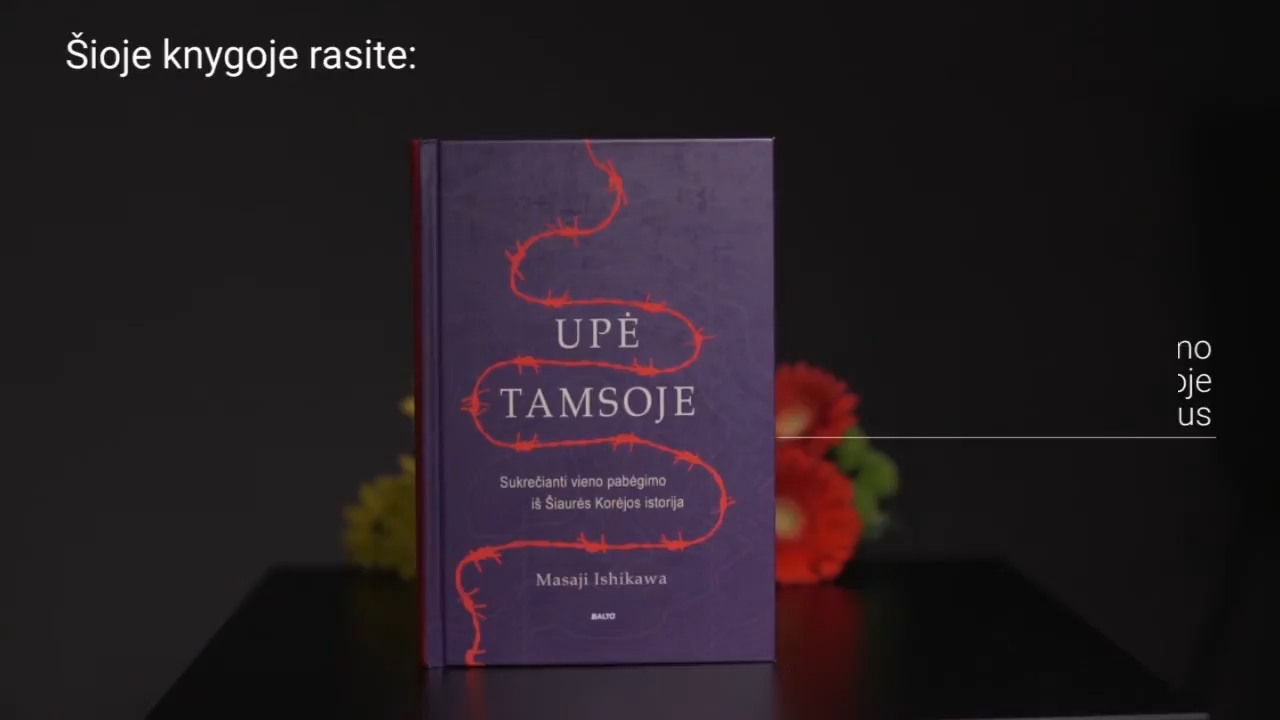 Šioje knygoje rasite:
UPĖ
TAMSOJE
Sukrečianti vieno pabėgimo
iš Šiaurės Korėjos istorija
Masaji Ishikawa
BALTO